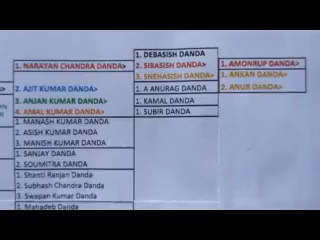 1. DEBASISH DANDA
1. NARAYAN CHANDRA DANDA>
2. SIBASISH DANDA>
1. AMONRUP DANDA>
3. SNEHASISH DANDA>
1. ANKAN DANDA>
2. AJIT KUMAR DANDA>
1. A ANURAG DANDA
2. ANUR DANDA>
3. ANJAN KUMAR DANDA>
1. KAMAL DANDA
4. AMAL KUMAR DANDA>
1. SUBIR DANDA
1. MANASH KUMAR DANDA
2. ASISH KUMAR DANDA
3. MANISH KUMAR DANDA
1. SANJAY DANDA
2. SOUMITRA DANDA
1. Shanti Ranjan Danda
2. Subhash Chandra Danda
3. Swapan Kumar Danda
1. Mahadeb Danda